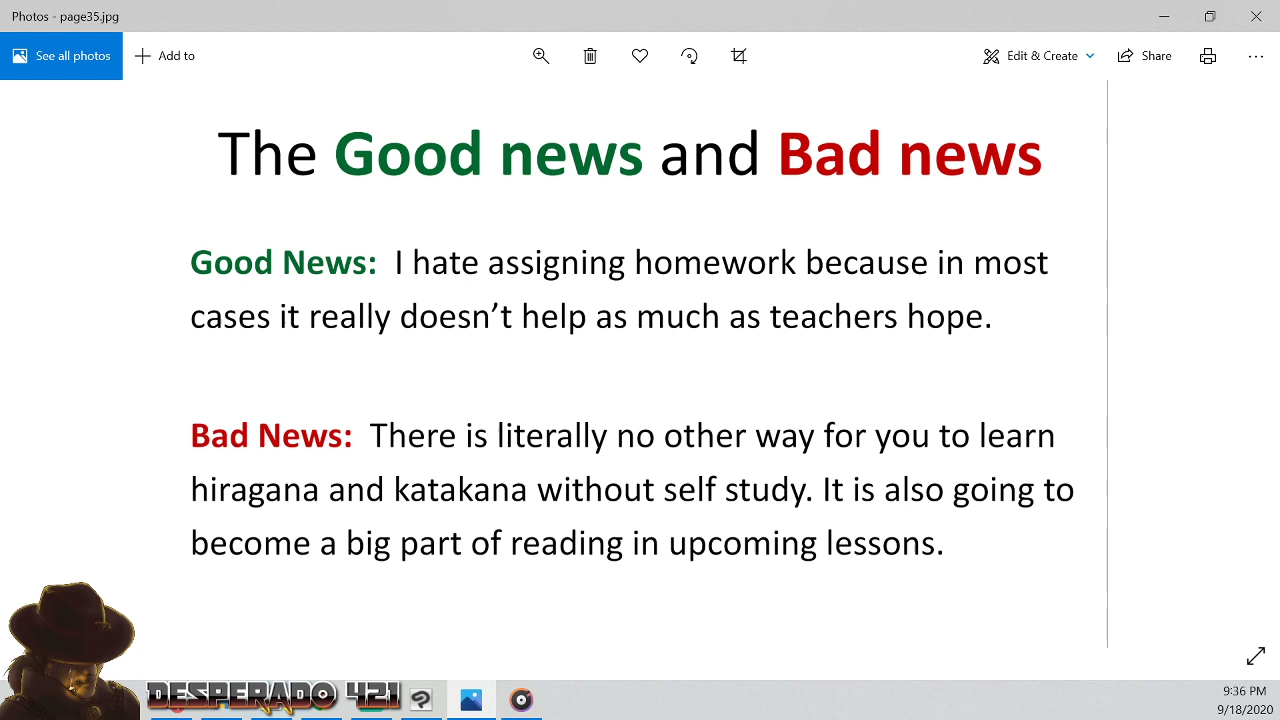 Photos - page35.jpg
See all photos
Add to
Edit & Create
Share
The Good news and Bad news
Good News: I hate assigning homework because in most
cases it really doesn’t help as much as teachers hope.
Bad News: There is literally no other way for you to learn
hiragana and katakana without self study. It is also going to
become a big part of reading in upcoming lessons.
DESPERADO 421
9:36 PM
9/18/2020